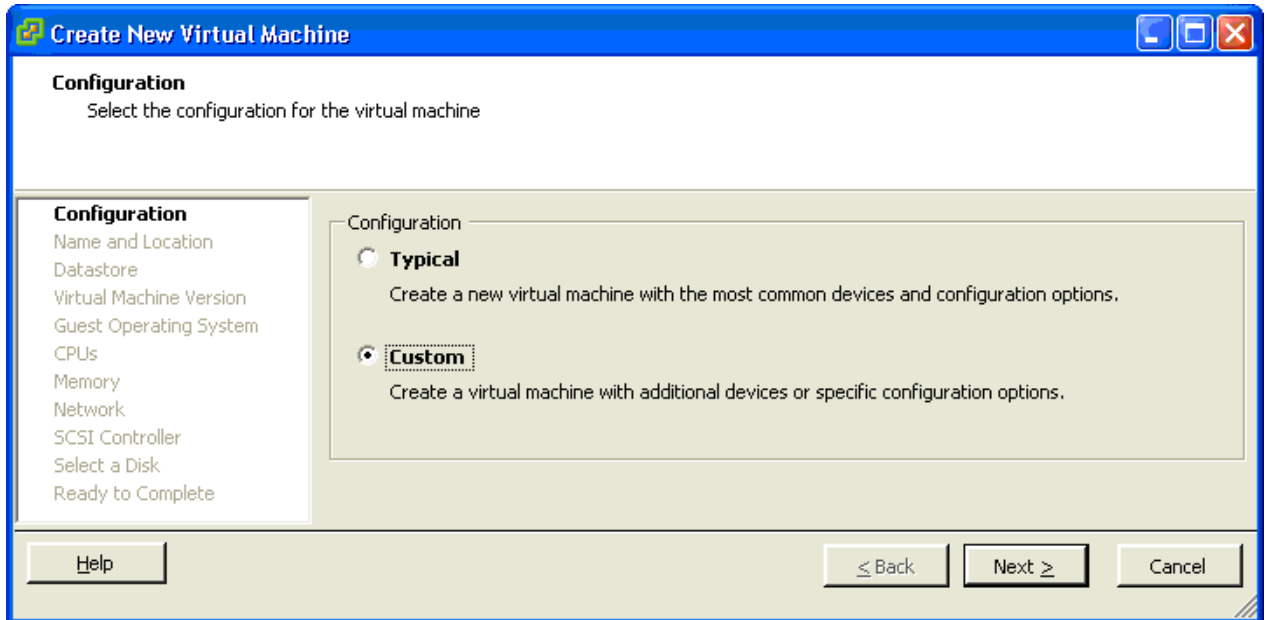 Create New Virtual Machine
Configuration
Select the configuration for the virtual machine
Configuration
Name and Location
Datastore
Virtual Machine Version
Guest Operating System
CPUs
Memory
Network
SCSI Controller
Select a Disk
Ready to Complete
Configuration
Typical
Create a new virtual machine with the most common devices and configuration options.
Custom
Create a virtual machine with additional devices or specific configuration options.
Help
≤ Back
Next ≥
Cancel